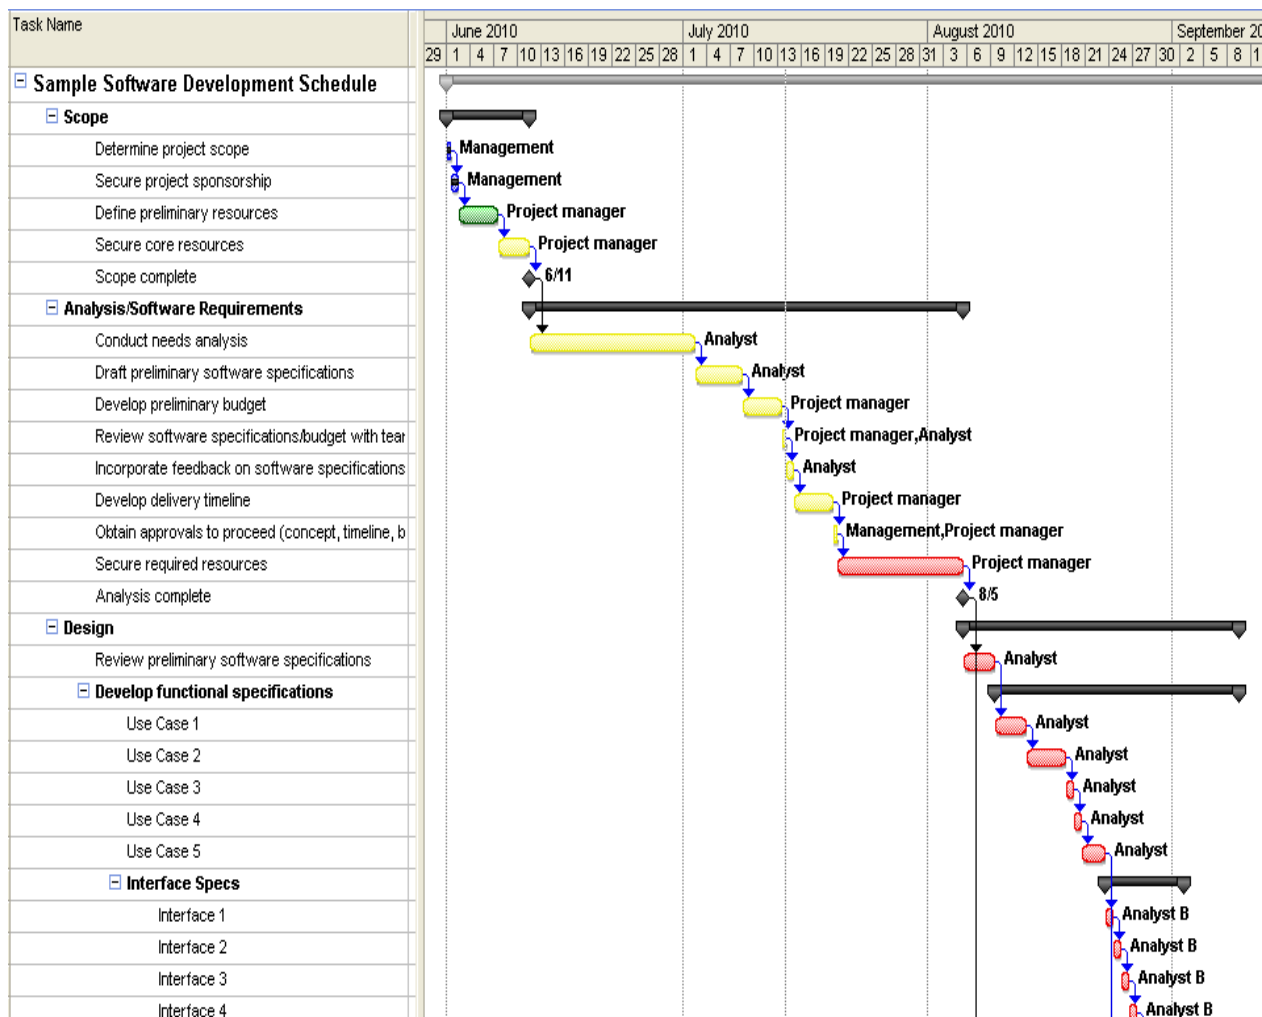 Task Name
June 2010 July 2010 August 2010 September 20
29 1 4 7 10 13 16 19 22 25 28 1 4 7 10 13 16 19 22 25 28 31 3 6 9 12 15 18 21 24 27 30 2 5 8 1
Sample Software Development Schedule
Scope
Determine project scope Management
Secure project sponsorship Management
Define preliminary resources Project manager
Secure core resources Project manager
Scope complete 6/11
Analysis/Software Requirements
Conduct needs analysis Analyst
Draft preliminary software specifications Analyst
Develop preliminary budget Project manager
Review software specifications/budget with tear Project manager,Analyst
Incorporate feedback on software specifications Analyst
Develop delivery timeline Project manager
Obtain approvals to proceed (concept, timeline, b Management,Project manager
Secure required resources Project manager
Analysis complete 8/5
Design
Review preliminary software specifications Analyst
Develop functional specifications
Use Case 1 Analyst
Use Case 2 Analyst
Use Case 3 Analyst
Use Case 4 Analyst
Use Case 5 Analyst
Interface Specs
Interface 1 Analyst B
Interface 2 Analyst B
Interface 3 Analyst B
Interface 4 Analyst B